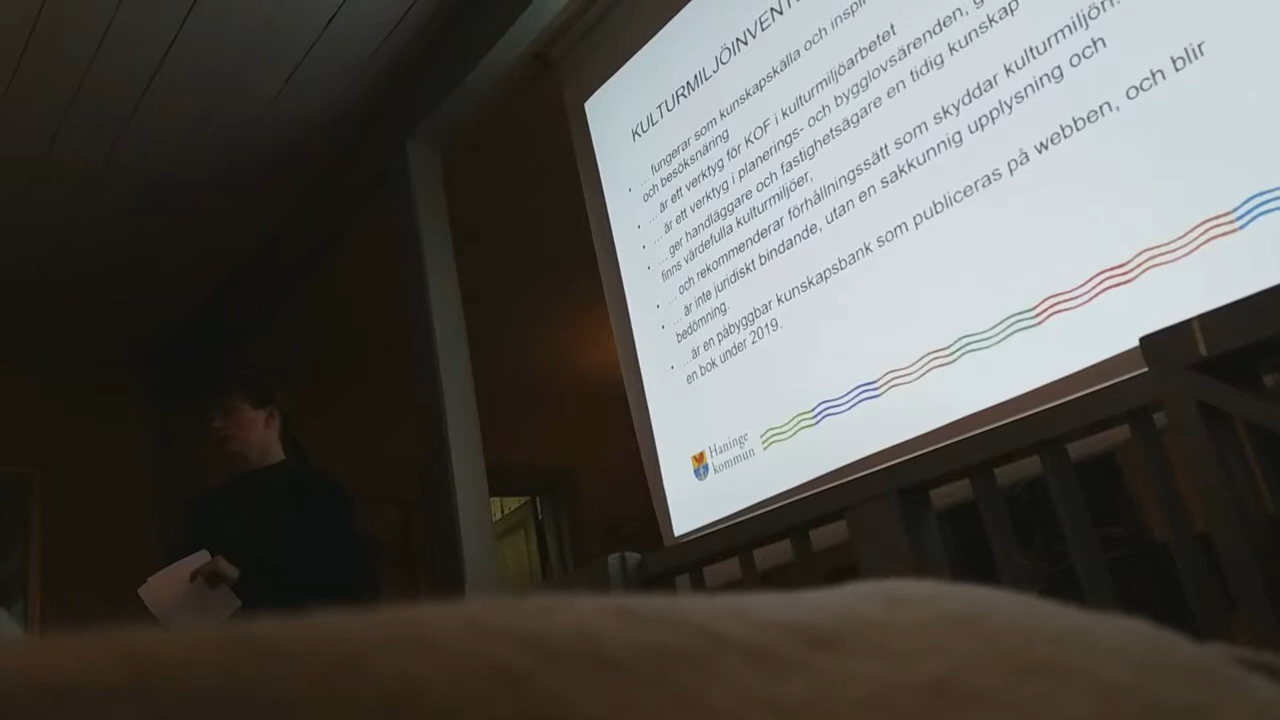 KULTURMILJÖINVENT
• ... fungerar som kunskapskälla och inspir
och besöksnäring
• ... är ett verktyg för KOF i kulturmiljöarbetet
• ... är ett verktyg i planerings- och bygglovsärenden,
• ... ger handläggare och fastighetsägare en tidig kunskap
finns värdefulla kulturmiljöer,
• ... och rekommenderar förhållningssätt som skyddar kulturmiljön.
• ... är inte juridiskt bindande, utan en sakkunnig upplysning och
bedömning.
• ...är en påbyggbar kunskapsbank som publiceras på webben, och blir
en bok under 2019.
Haninge
kommun